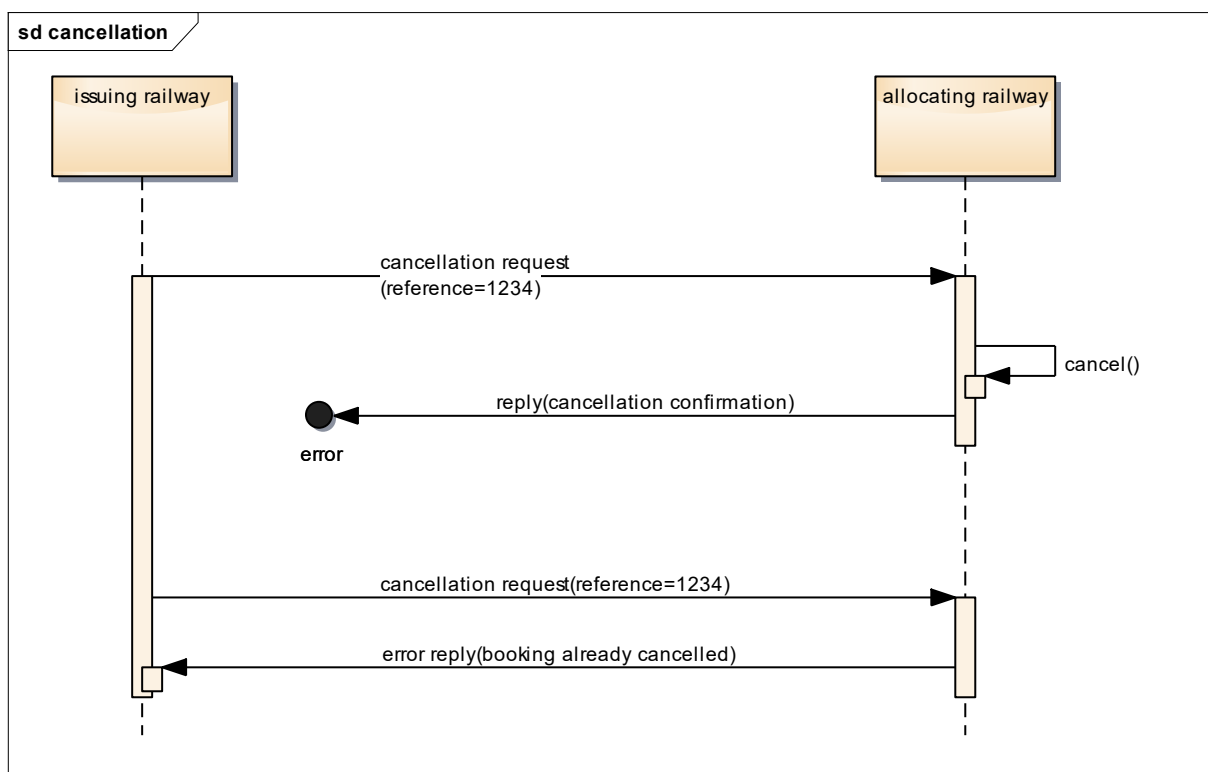 sd cancellation
issuing railway
allocating railway
cancellation request
(reference=1234)
cancel()
reply(cancellation confirmation)
error
cancellation request(reference=1234)
error reply(booking already cancelled)